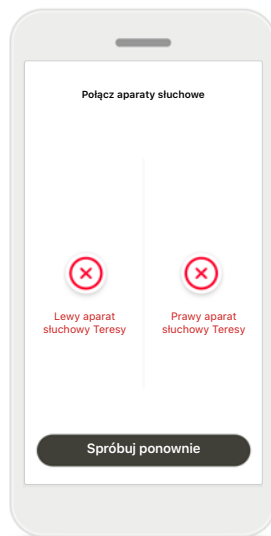 Połącz aparaty słuchowe
Lewy aparat
słuchowy Teresy
Prawy aparat
słuchowy Teresy
Spróbuj ponownie